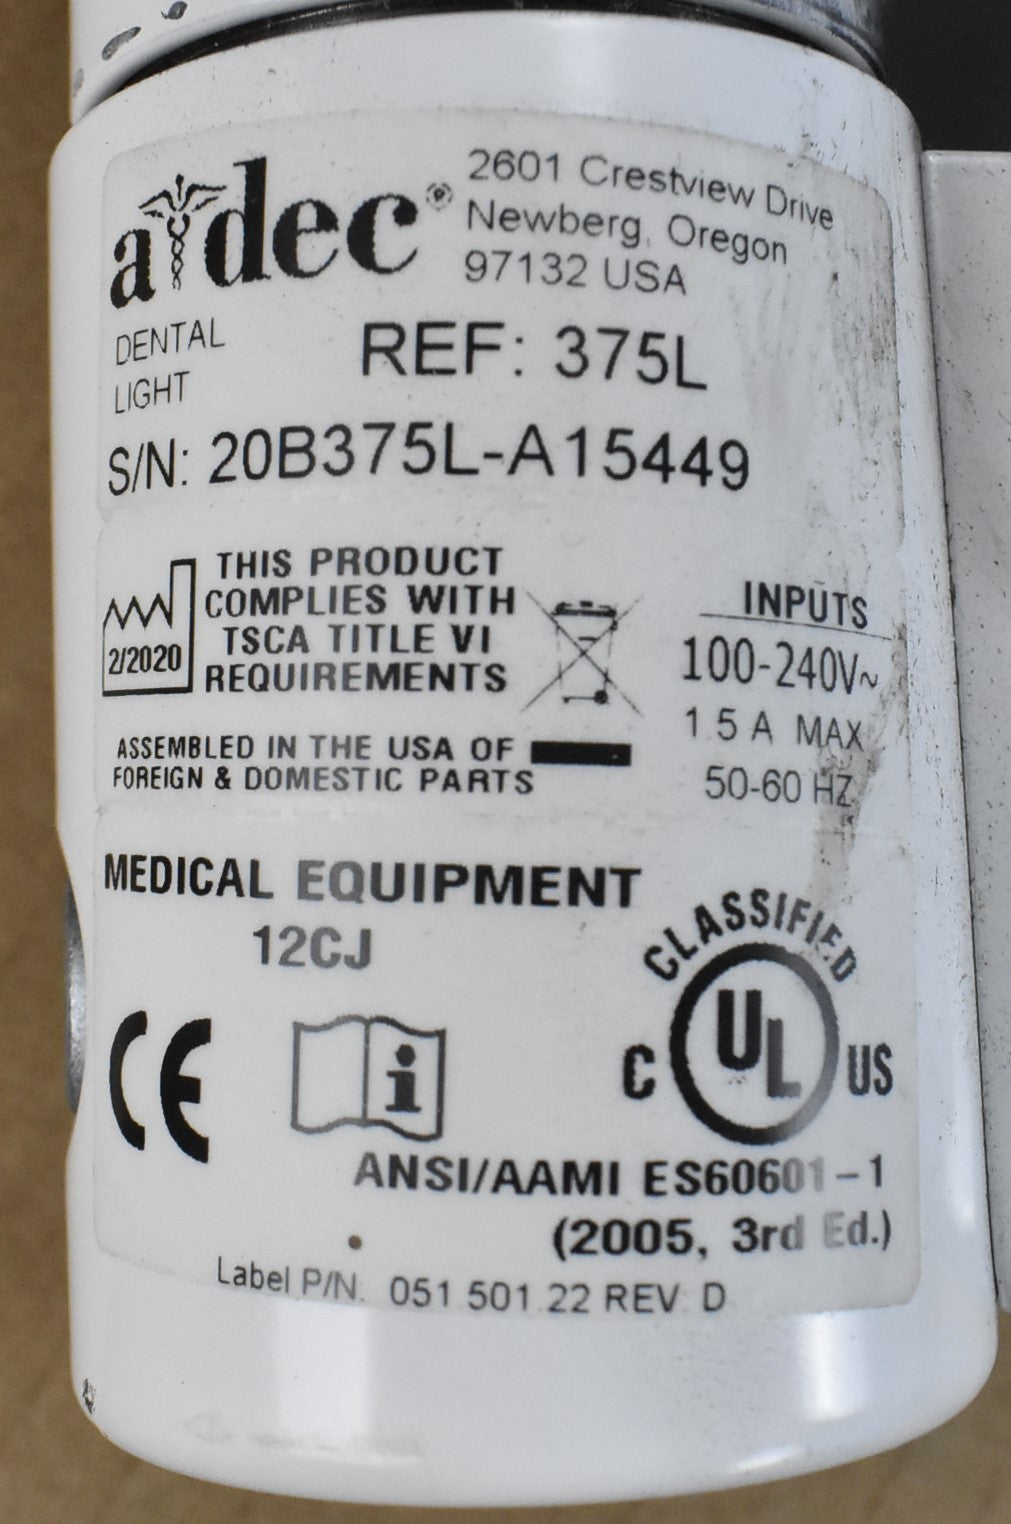 a dec®
2601 Crestview Drive
Newberg, Oregon
97132 USA
DENTAL
LIGHT
REF: 375L
S/N: 20B375L-A15449
2/2020
THIS PRODUCT
COMPLIES WITH
TSCA TITLE VI
REQUIREMENTS
INPUTS
100-240V~
1.5 A MAX
50-60 HZ
ASSEMBLED IN THE USA OF
FOREIGN & DOMESTIC PARTS
MEDICAL EQUIPMENT
12CJ
CE
i
CLASSIFIED
C UL US
ANSI/AAMI ES60601-1
(2005, 3rd Ed.)
Label P/N. 051.501.22 REV. D